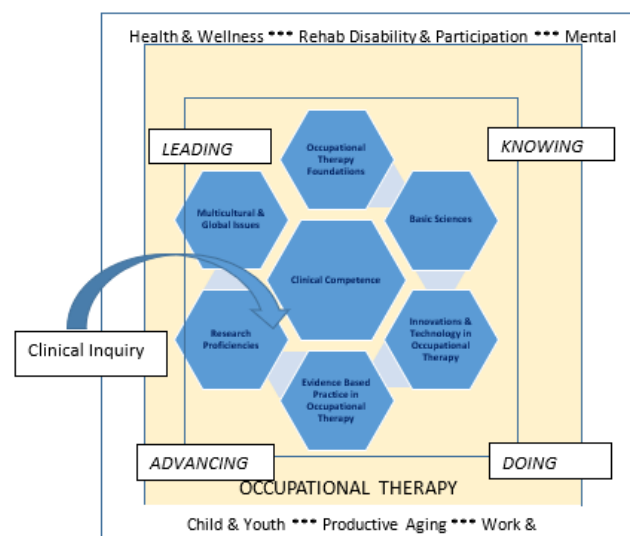 Health & Wellness ••• Rehab Disability & Participation ••• Mental
LEADING
KNOWING
Occupational
Therapy
Foundatiions
Multicultural &
Global Issues
Basic Sciences
Clinical Competence
Clinical Inquiry
Research
Proficiencies
Innovations &
Technology in
Occupational
Therapy
Evidence Based
Practice in
Occupational
Therapy
ADVANCING
DOING
OCCUPATIONAL THERAPY
Child & Youth ••• Productive Aging ••• Work &